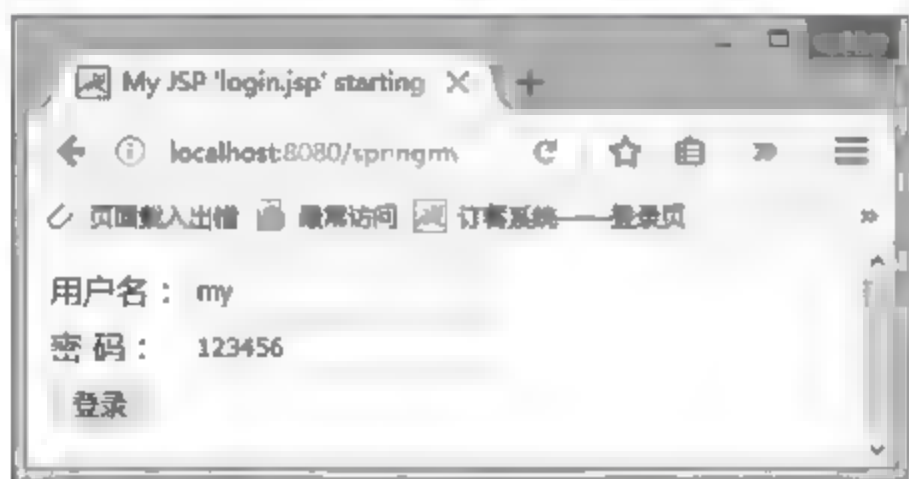 My JSP 'login.jsp' starting
localhost:8080/springm
页面载入出错 最常访问 订餐系统——登录页
用户名： my
密 码： 123456
登录